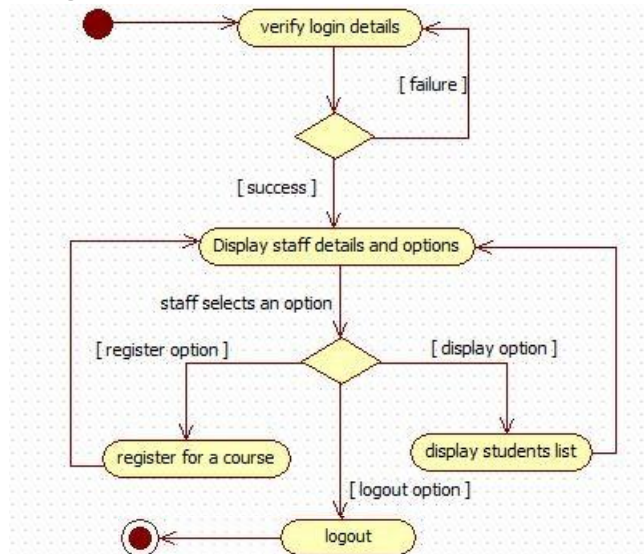 verify login details
[ failure ]
[ success ]
Display staff details and options
staff selects an option
[ register option ]
[ display option ]
register for a course
display students list
[ logout option ]
logout